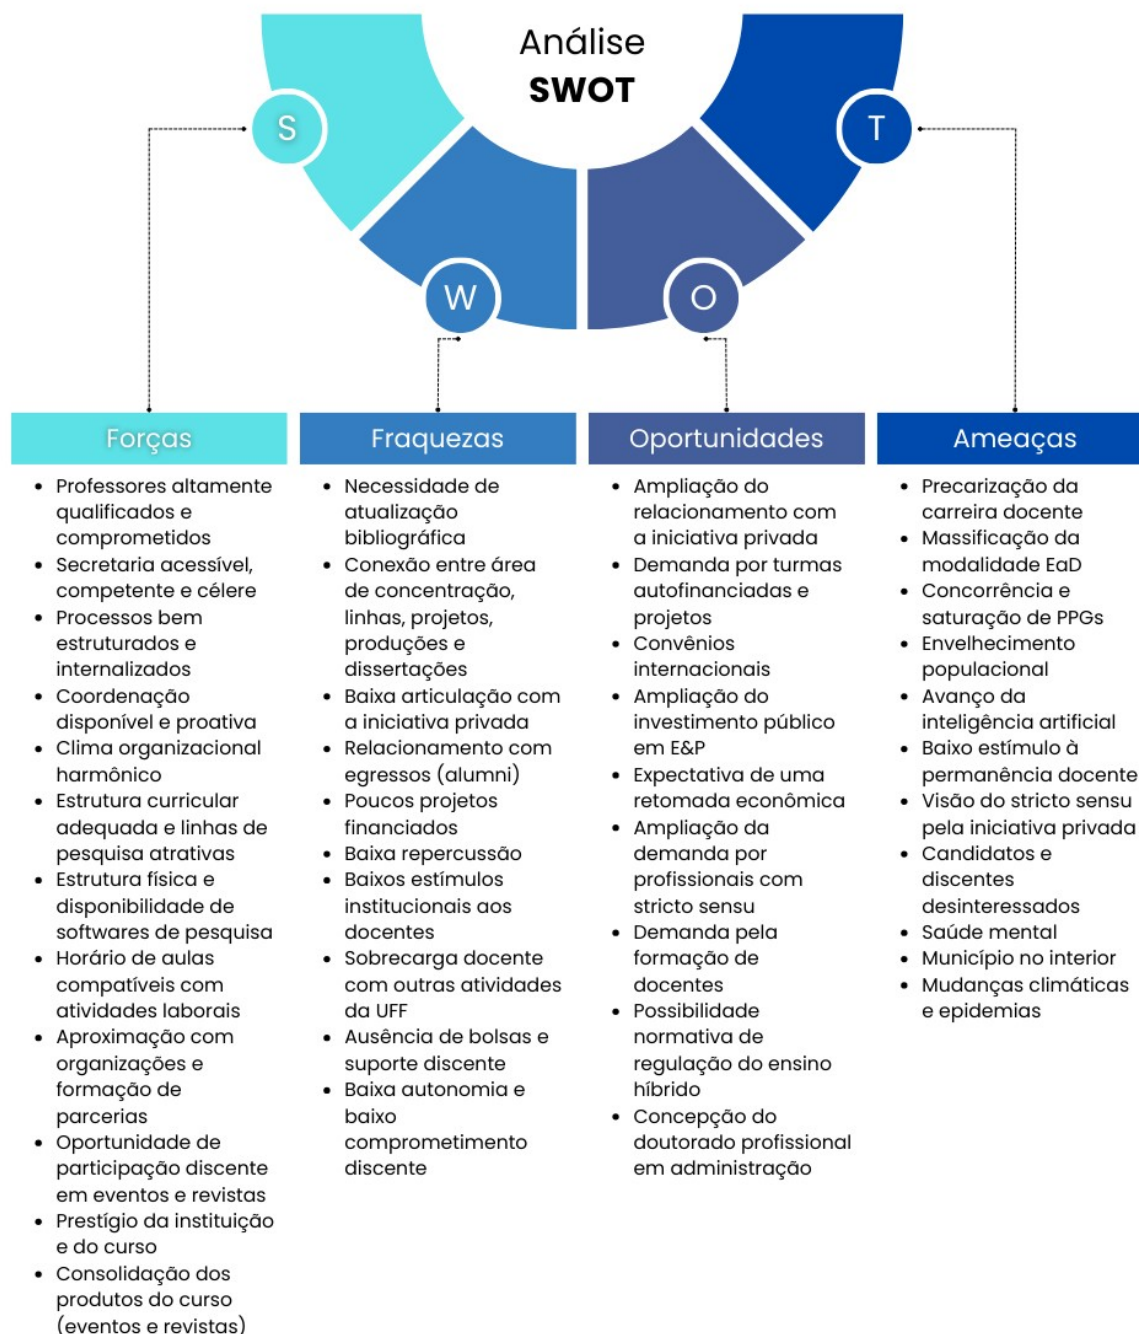 Análise
SWOT
S
T
W
O
Forças
• Professores altamente
qualificados e
comprometidos
• Secretaria acessível,
competente e célere
• Processos bem
estruturados e
internalizados
• Coordenação
disponível e proativa
• Clima organizacional
harmônico
• Estrutura curricular
adequada e linhas de
pesquisa atrativas
• Estrutura física e
disponibilidade de
softwares de pesquisa
• Horário de aulas
compatíveis com
atividades laborais
• Aproximação com
organizações e
formação de
parcerias
• Oportunidade de
participação discente
em eventos e revistas
• Prestígio da instituição
e do curso
• Consolidação dos
produtos do curso
(eventos e revistas)
Fraquezas
• Necessidade de
atualização
bibliográfica
• Conexão entre área
de concentração,
linhas, projetos,
produções e
dissertações
• Baixa articulação com
a iniciativa privada
• Relacionamento com
egressos (alumni)
• Poucos projetos
financiados
• Baixa repercussão
• Baixos estímulos
institucionais aos
docentes
• Sobrecarga docente
com outras atividades
da UFF
• Ausência de bolsas e
suporte discente
• Baixa autonomia e
baixo
comprometimento
discente
Oportunidades
• Ampliação do
relacionamento com
a iniciativa privada
• Demanda por turmas
autofinanciadas e
projetos
• Convênios
internacionais
• Ampliação do
investimento público
em E&P
• Expectativa de uma
retomada econômica
• Ampliação da
demanda por
profissionais com
stricto sensu
• Demanda pela
formação de
docentes
• Possibilidade
normativa de
regulação do ensino
híbrido
• Concepção do
doutorado profissional
em administração
Ameaças
• Precarização da
carreira docente
• Massificação da
modalidade EaD
• Concorrência e
saturação de PPGs
• Envelhecimento
populacional
• Avanço da
inteligência artificial
• Baixo estímulo à
permanência docente
• Visão do stricto sensu
pela iniciativa privada
• Candidatos e
discentes
desinteressados
• Saúde mental
• Município no interior
• Mudanças climáticas
e epidemias